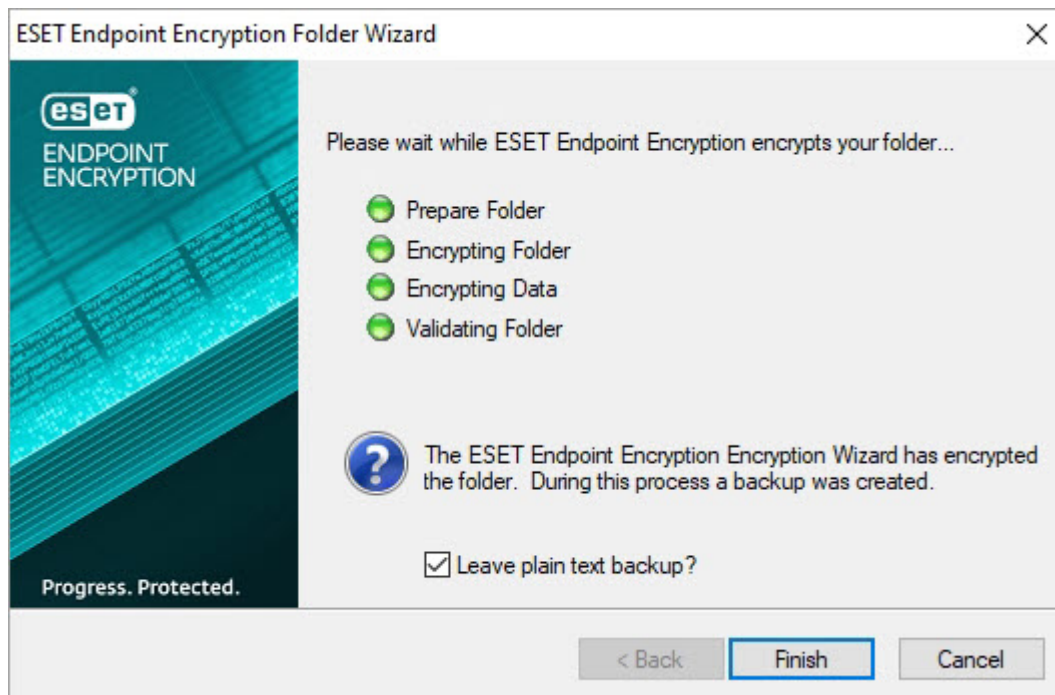 ESET Endpoint Encryption Folder Wizard
eset®
ENDPOINT
ENCRYPTION
Please wait while ESET Endpoint Encryption encrypts your folder...
Prepare Folder
Encrypting Folder
Encrypting Data
Validating Folder
The ESET Endpoint Encryption Encryption Wizard has encrypted
the folder. During this process a backup was created.
Leave plain text backup?
Progress. Protected.
< Back
Finish
Cancel